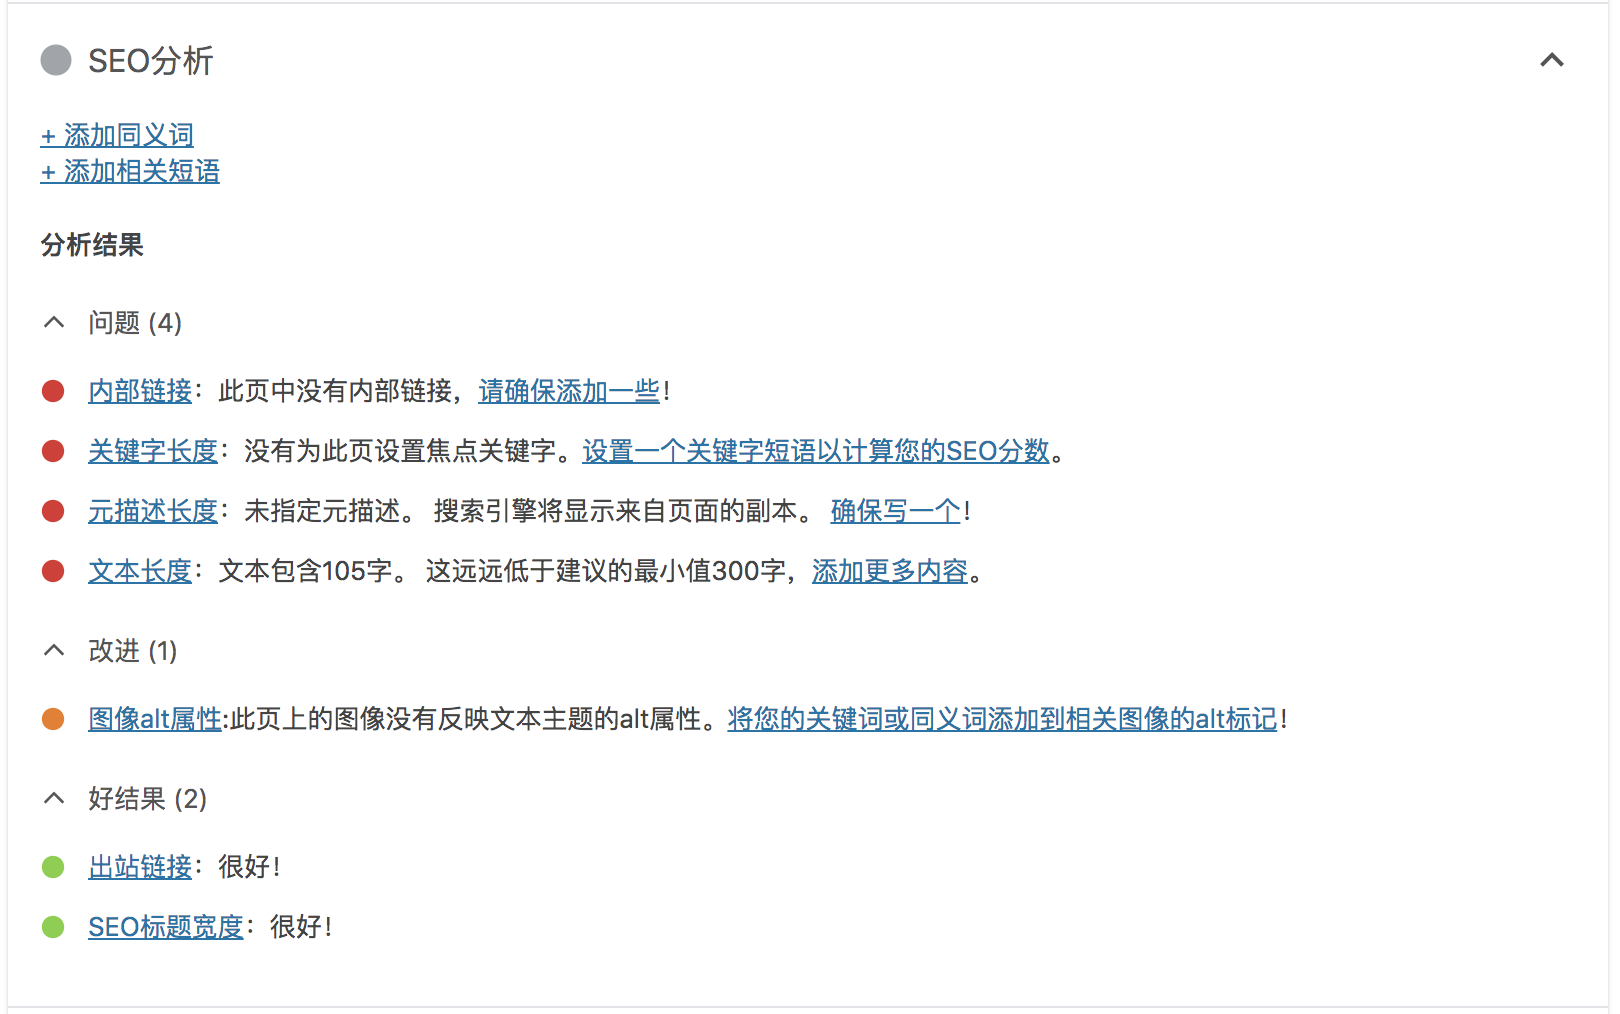 SEO分析
+ 添加同义词
+ 添加相关短语
分析结果
问题 (4)
内部链接：此页中没有内部链接，请确保添加一些！
关键字长度：没有为此页设置焦点关键字。设置一个关键字短语以计算您的SEO分数。
元描述长度：未指定元描述。 搜索引擎将显示来自页面的副本。 确保写一个！
文本长度：文本包含105字。 这远远低于建议的最小值300字，添加更多内容。
改进 (1)
图像alt属性:此页上的图像没有反映文本主题的alt属性。将您的关键词或同义词添加到相关图像的alt标记！
好结果 (2)
出站链接：很好！
SEO标题宽度：很好！